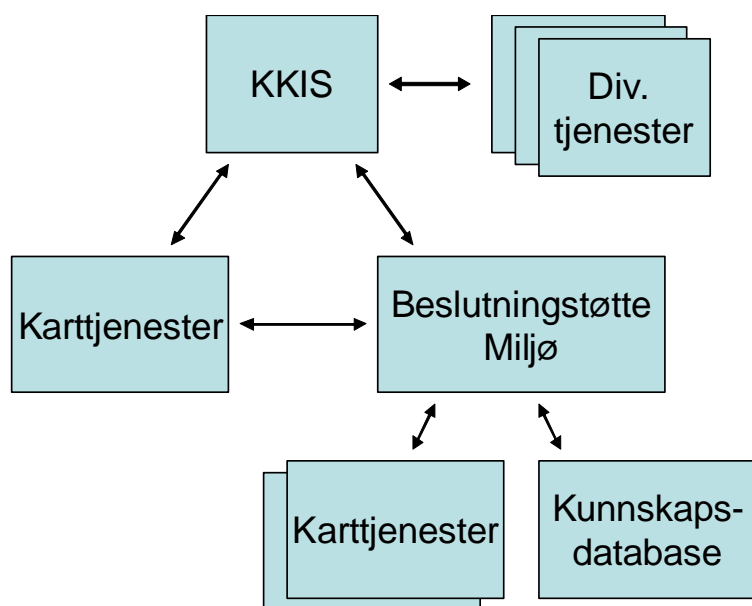 KKIS
Div.
tjenester
Karttjenester
Beslutningstøtte
Miljø
Karttjenester
Kunnskaps-
database